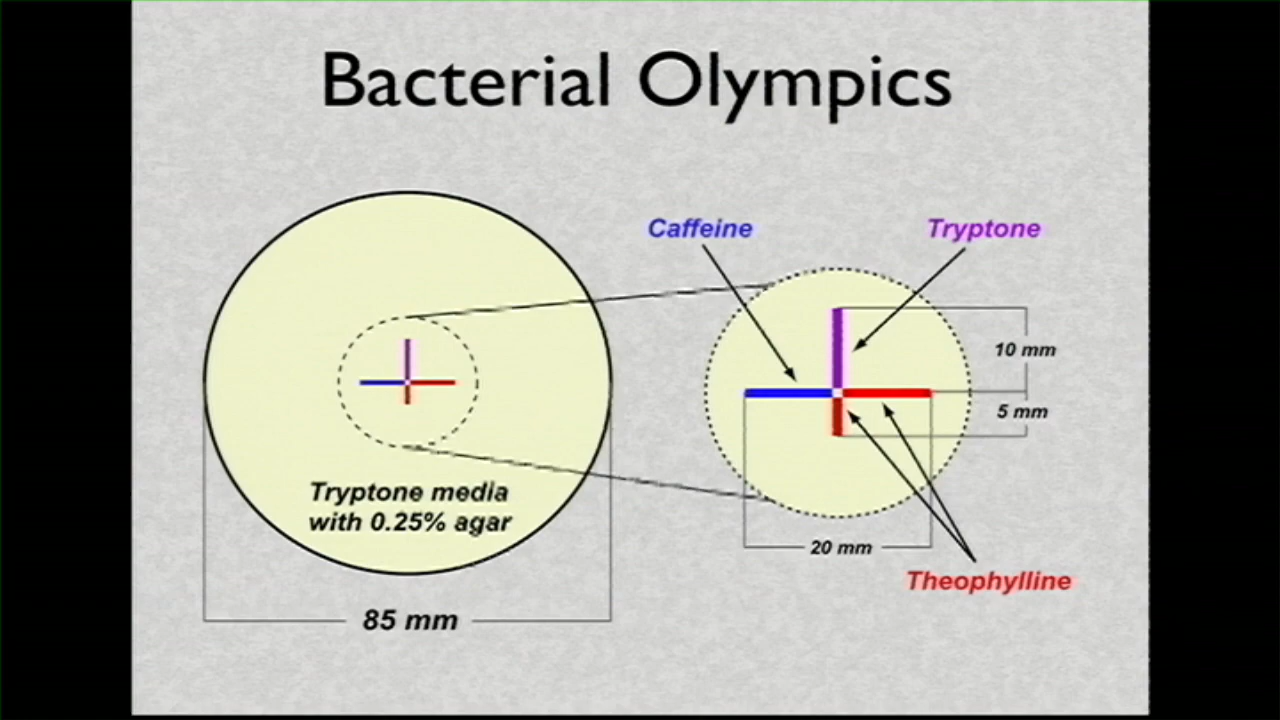 Bacterial Olympics
Caffeine
Tryptone
10 mm
5 mm
Tryptone media
with 0.25% agar
20 mm
Theophylline
85 mm